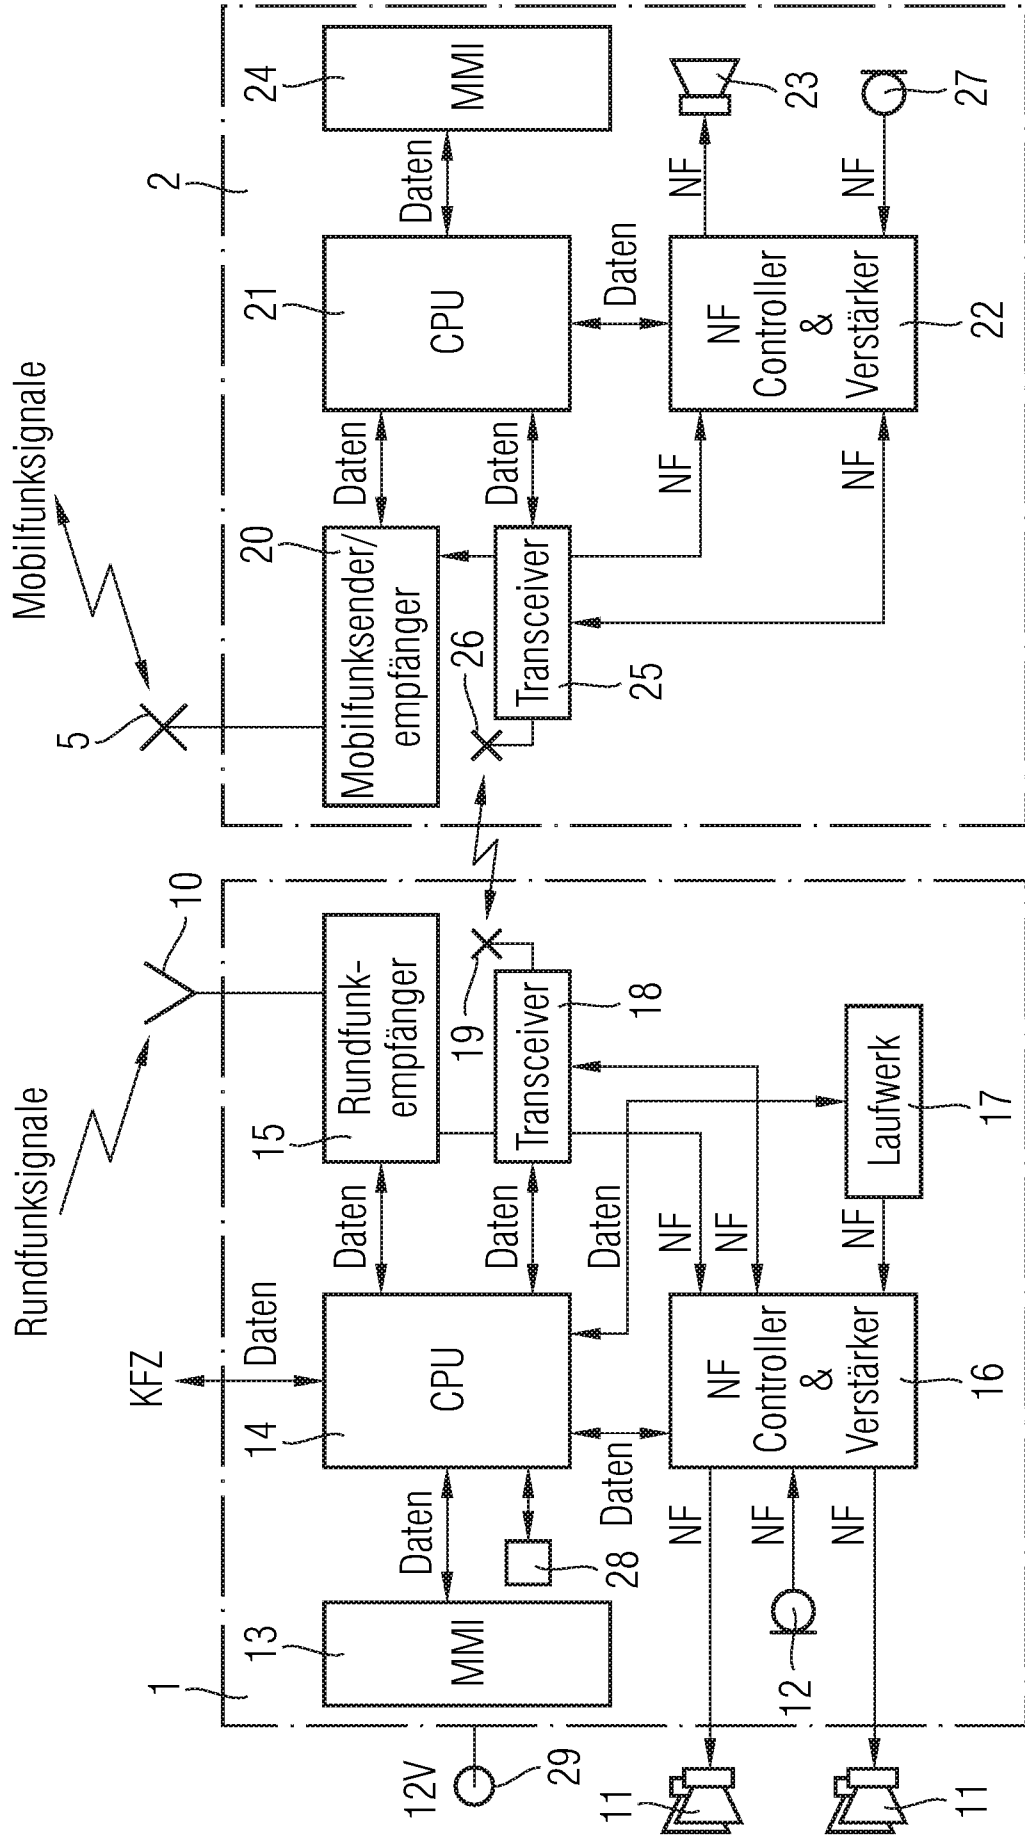 Rundfunksignale
Mobilfunksignale
KFZ
Daten
10
5
1
13
14
15
20
21
24
2
12V
29
MMI
Daten
CPU
Daten
Rundfunk-
empfänger
Mobilfunksender/
empfänger
Daten
CPU
Daten
MMI
28
Daten
19
Transceiver
18
26
Transceiver
25
Daten
Daten
Daten
Daten
11
NF
NF
Controller
&
Verstärker
16
NF
NF
NF
12
NF
11
NF
Laufwerk
17
NF
NF
NF
Controller
&
Verstärker
22
NF
23
NF
27